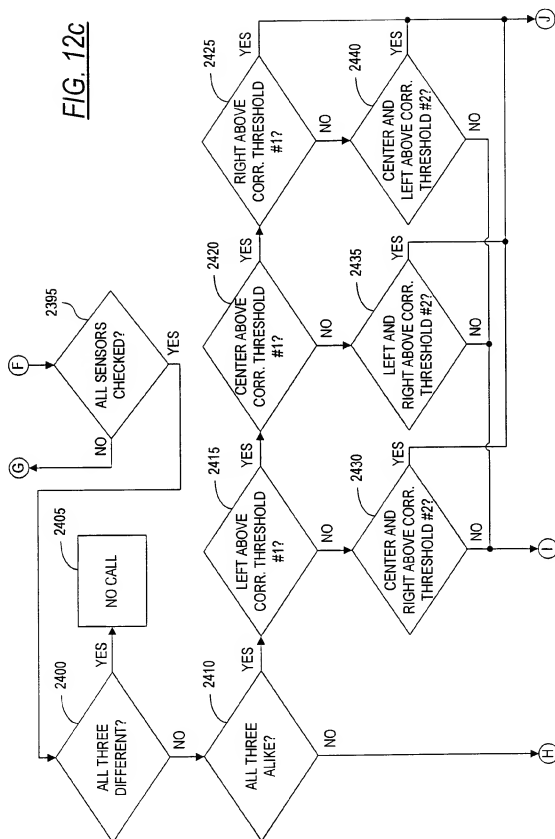 FIG. 12c
F
G
2395
ALL SENSORS
CHECKED?
NO
YES
2400
ALL THREE
DIFFERENT?
YES
NO
2405
NO CALL
2410
ALL THREE
ALIKE?
YES
NO
H
2415
LEFT ABOVE
CORR. THRESHOLD
#1?
YES
NO
2420
CENTER ABOVE
CORR. THRESHOLD
#1?
YES
NO
2425
RIGHT ABOVE
CORR. THRESHOLD
#1?
YES
NO
2430
CENTER AND
RIGHT ABOVE CORR.
THRESHOLD #2?
YES
NO
2435
LEFT AND
RIGHT ABOVE CORR.
THRESHOLD #2?
YES
NO
2440
CENTER AND
LEFT ABOVE CORR.
THRESHOLD #2?
YES
NO
I
J